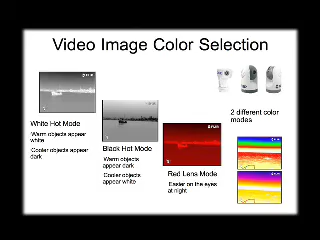 Video Image Color Selection
White Hot Mode
Warm objects appear
white
Cooler objects appear
dark
Black Hot Mode
Warm objects
appear dark
Cooler objects
appear white
Red Lens Mode
Easier on the eyes
at night
2 different color
modes